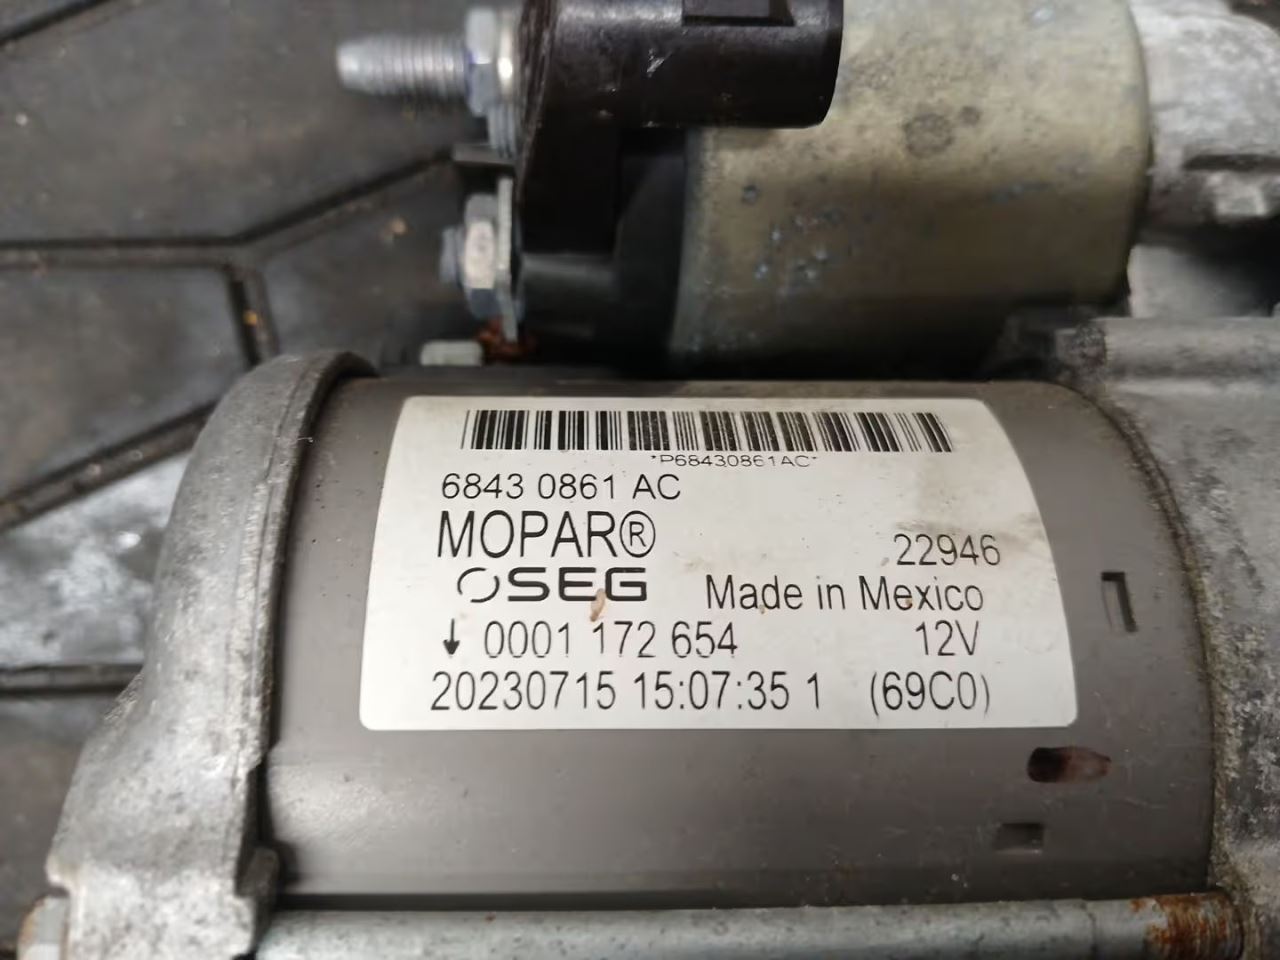 *P68430861AC*
6843 0861 AC
MOPAR®
22946
SEG Made in Mexico
↓ 0001 172 654 12V
20230715 15:07:35 1 (69C0)